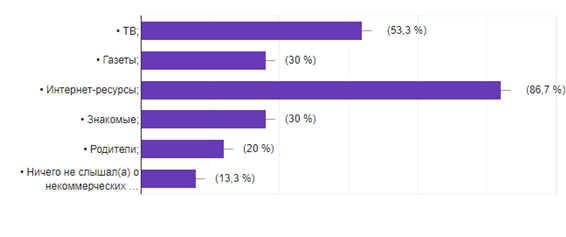 • ТВ; (53,3 %)
• Газеты; (30 %)
• Интернет-ресурсы; (86,7 %)
• Знакомые; (30 %)
• Родители; (20 %)
• Ничего не слышал(а) о
некоммерческих ... (13,3 %)